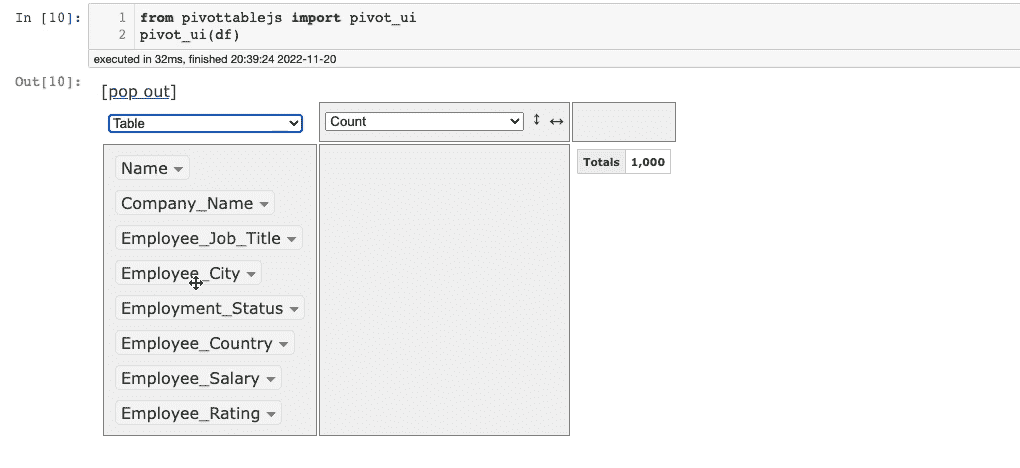 In [10]:
1 from pivottablejs import pivot_ui
2 pivot_ui(df)
executed in 32ms, finished 20:39:24 2022-11-20
Out[10]:
[pop out]
Table
Count ↕ ↔
Totals 1,000
Name
Company_Name
Employee_Job_Title
Employee_City
Employment_Status
Employee_Country
Employee_Salary
Employee_Rating